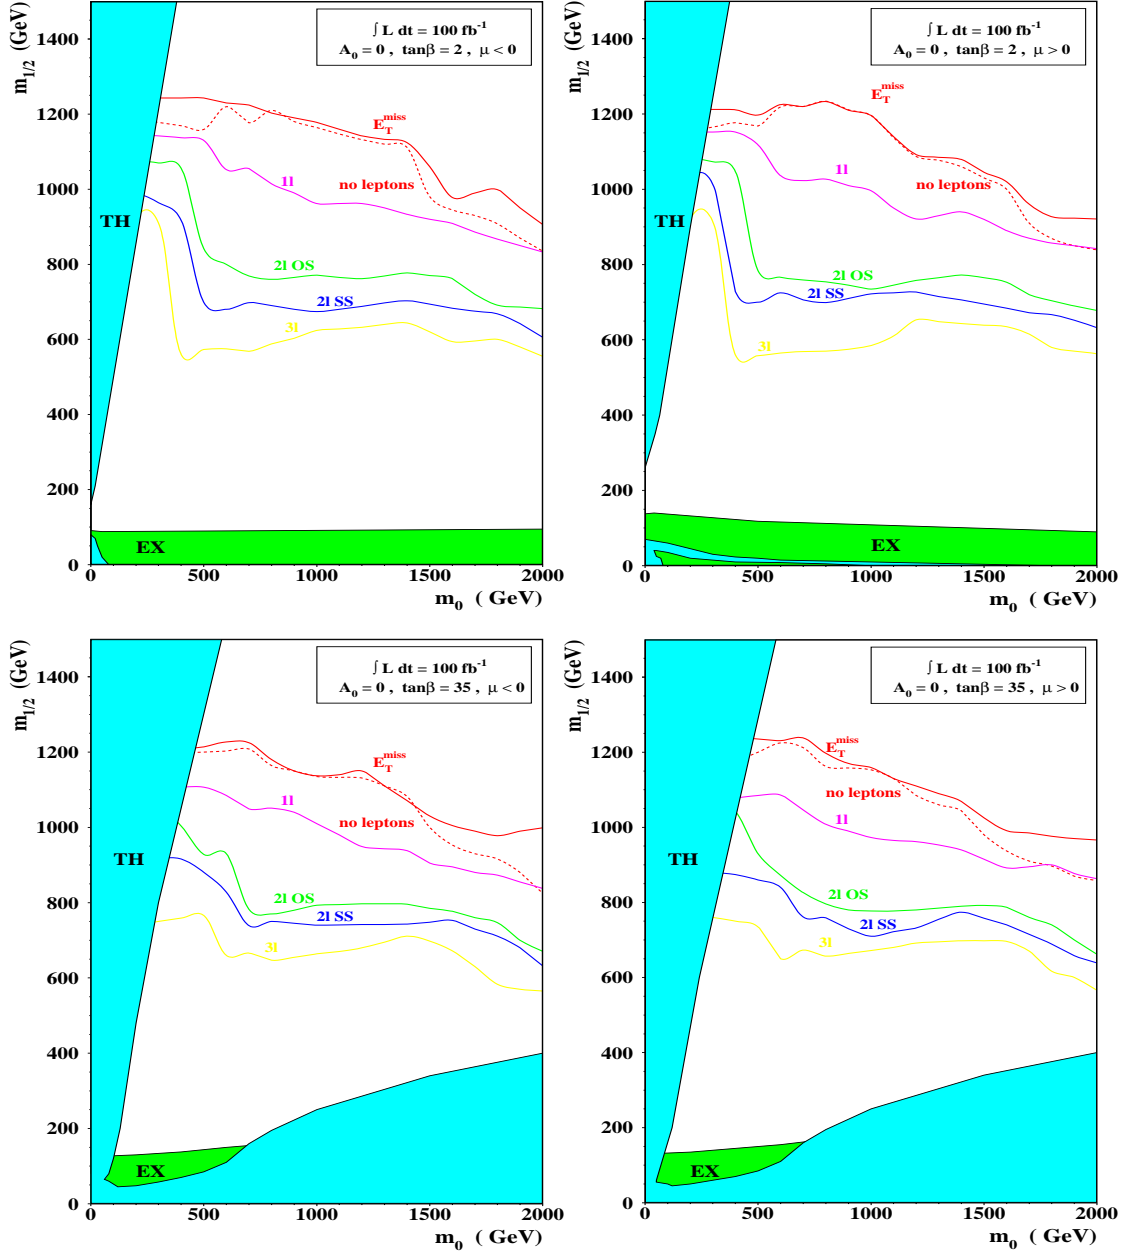 ∫ L dt = 100 fb⁻¹
A₀ = 0 , tanβ = 2 , μ < 0
m₁/₂ (GeV)
1400
1200
1000
800
600
400
200
0
E_T^miss
1l
no leptons
TH
2l OS
2l SS
3l
EX
0 500 1000 1500 2000
m₀ ( GeV)
∫ L dt = 100 fb⁻¹
A₀ = 0 , tanβ = 2 , μ > 0
m₁/₂ (GeV)
1400
1200
1000
800
600
400
200
0
E_T^miss
1l
no leptons
TH
2l OS
2l SS
3l
EX
0 500 1000 1500 2000
m₀ ( GeV)
∫ L dt = 100 fb⁻¹
A₀ = 0 , tanβ = 35 , μ < 0
m₁/₂ (GeV)
1400
1200
1000
800
600
400
200
0
E_T^miss
1l
no leptons
TH
2l OS
2l SS
3l
EX
0 500 1000 1500 2000
m₀ ( GeV)
∫ L dt = 100 fb⁻¹
A₀ = 0 , tanβ = 35 , μ > 0
m₁/₂ (GeV)
1400
1200
1000
800
600
400
200
0
E_T^miss
no leptons
1l
TH
2l OS
2l SS
3l
EX
0 500 1000 1500 2000
m₀ ( GeV)